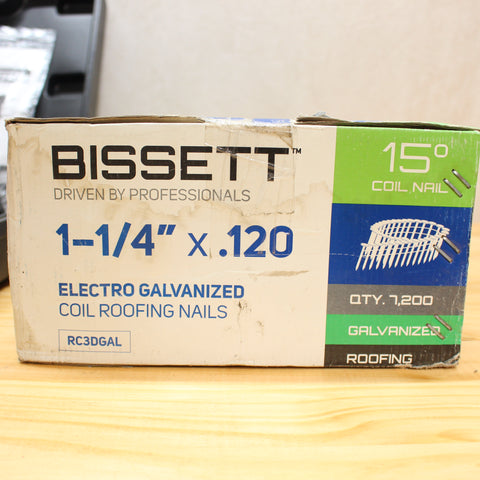 BISSETT™
DRIVEN BY PROFESSIONALS
1-1/4" x .120
ELECTRO GALVANIZED
COIL ROOFING NAILS
RC3DGAL
15°
COIL NAIL
QTY. 7,200
GALVANIZED
ROOFING